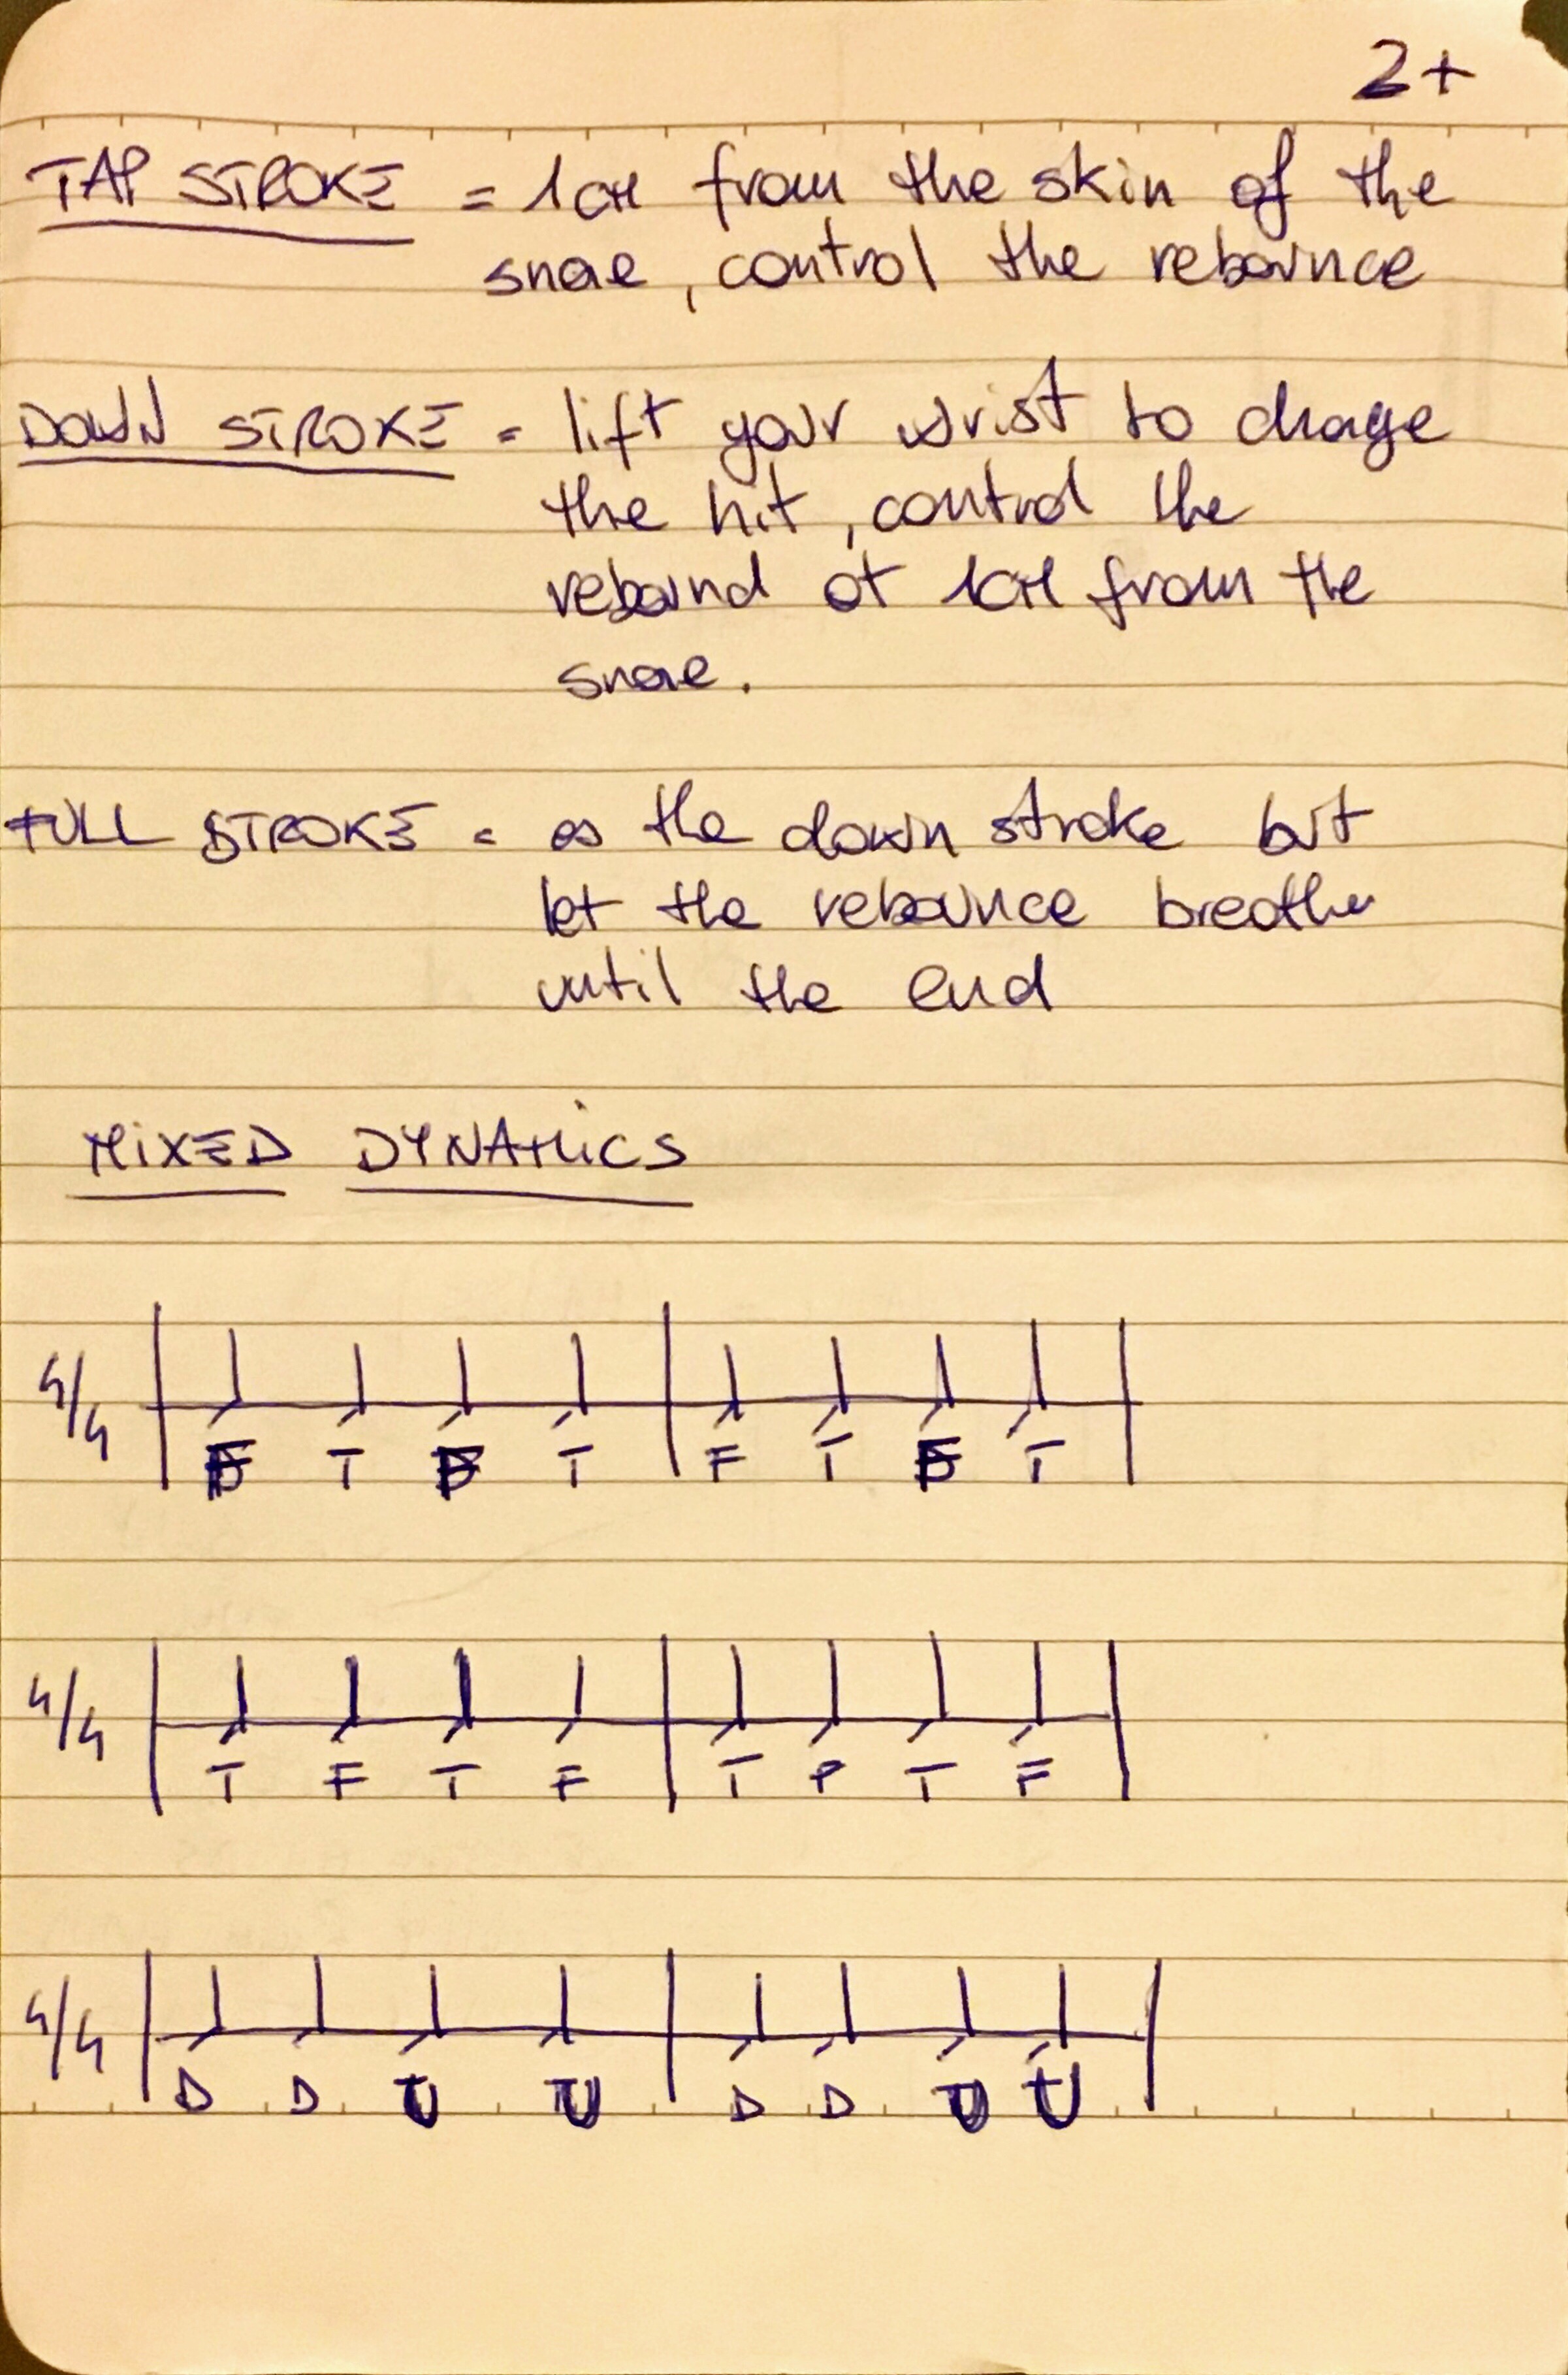 2+
TAP STROKE = 1CM from the skin of the
snae, control the rebounce
DOWN STROKE = lift your wrist to charge
the hit, control the
rebound at 1CM from the
snae.
FULL STROKE = as the down stroke but
let the rebounce breathe
until the end
MIXED DYNAMICS
4/4 T T F T T
4/4 T F T F T F T F
4/4 D D U U D D U U